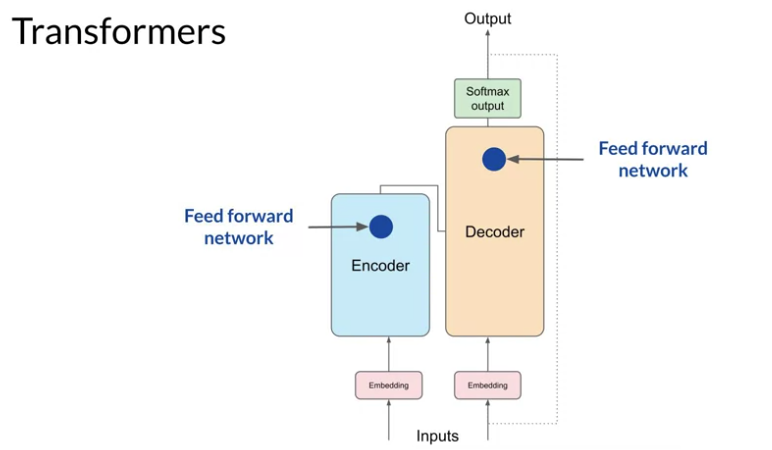 Transformers
Output
Softmax
output
Feed forward
network
Decoder
Feed forward
network
Encoder
Embedding
Embedding
Inputs